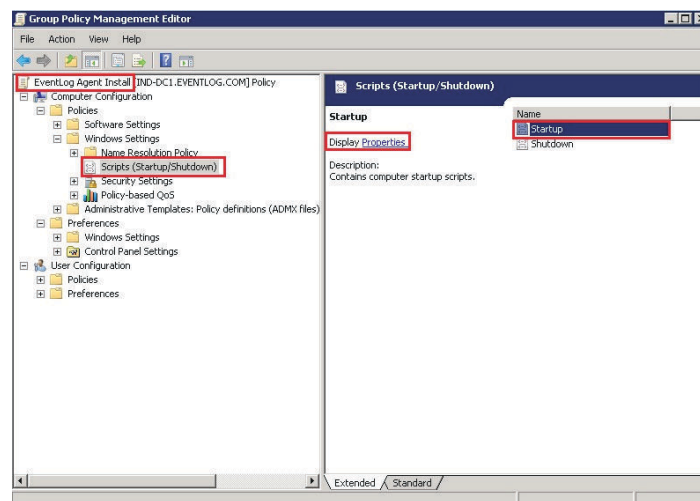 Group Policy Management Editor
File Action View Help
EventLog Agent Install [IND-DC1.EVENTLOG.COM] Policy
Computer Configuration
Policies
Software Settings
Windows Settings
Name Resolution Policy
Scripts (Startup/Shutdown)
Security Settings
Policy-based QoS
Administrative Templates: Policy definitions (ADMX files)
Preferences
Windows Settings
Control Panel Settings
User Configuration
Policies
Preferences
Scripts (Startup/Shutdown)
Startup
Display Properties
Description:
Contains computer startup scripts.
Name
Startup
Shutdown
Extended Standard